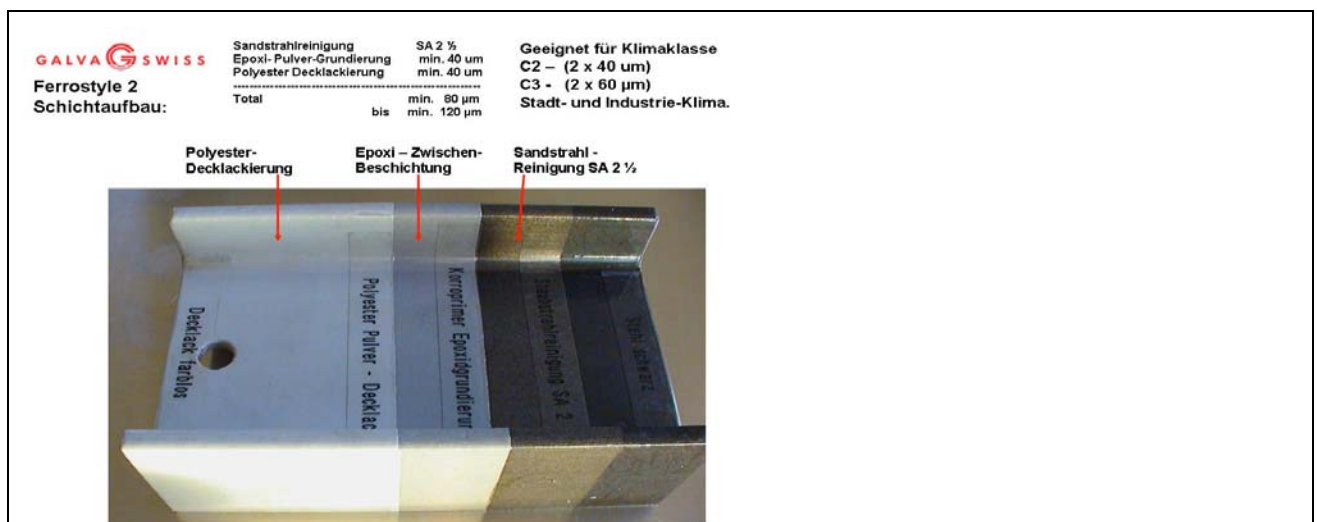 GALVA SWISS
Ferrostyle 2
Schichtaufbau:
Sandstrahlreinigung SA 2 ½
Epoxi- Pulver-Grundierung min. 40 um
Polyester Decklackierung min. 40 um
Total min. 80 µm
bis min. 120 µm
Geeignet für Klimaklasse
C2 – (2 x 40 um)
C3 - (2 x 60 µm)
Stadt- und Industrie-Klima.
Polyester-
Decklackierung
Epoxi – Zwischen-
Beschichtung
Sandstrahl -
Reinigung SA 2 ½
Decklack farblos
Polyester Pulver - Decklac
Korroprimer Epoxidgrundierur
Staubstrahlreinigung SA 2
Stahl schwarz